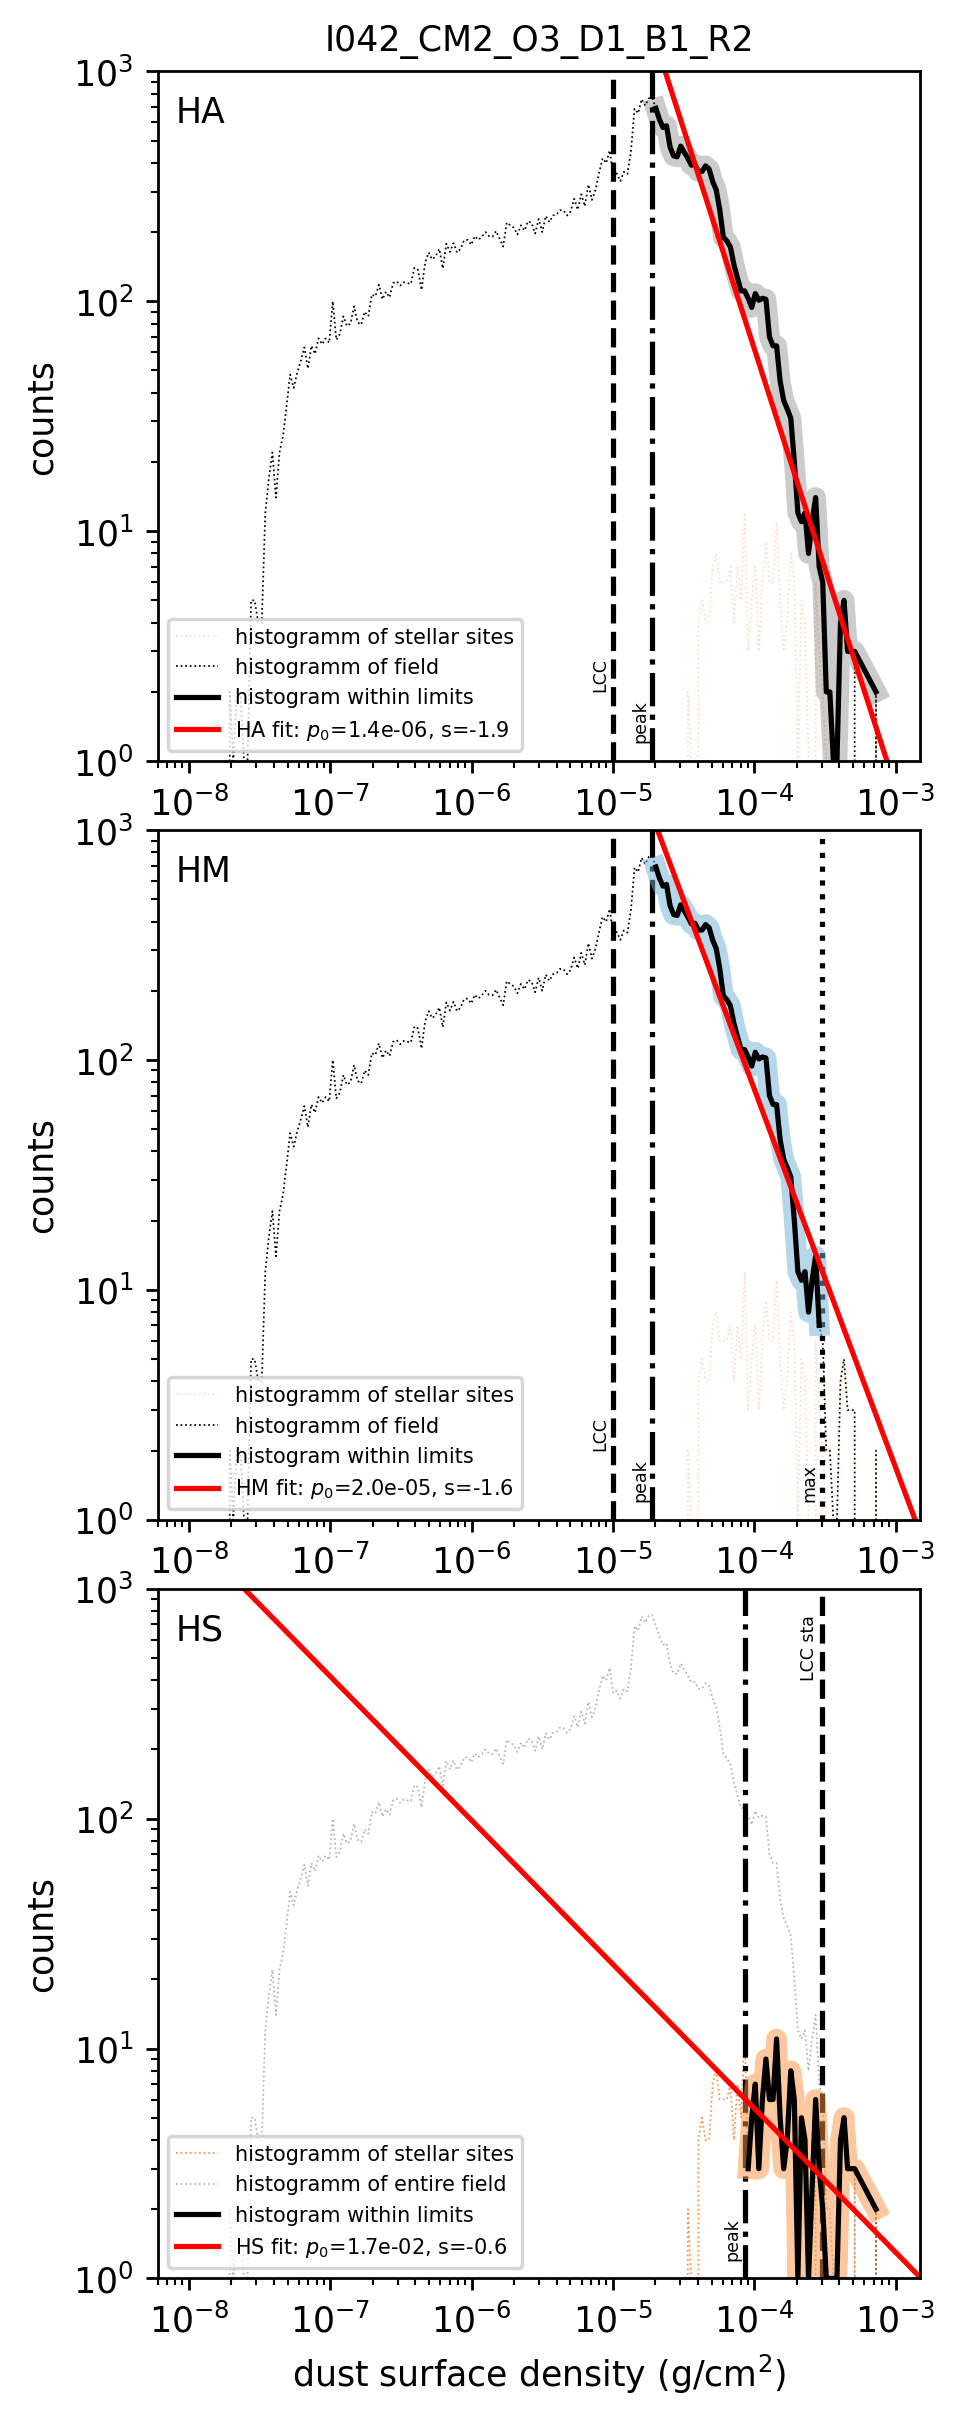 I042_CM2_O3_D1_B1_R2
HA
counts
10³
10²
10¹
10⁰
LCC
peak
histogramm of stellar sites
histogramm of field
histogram within limits
HA fit: p₀=1.4e-06, s=-1.9
10⁻⁸ 10⁻⁷ 10⁻⁶ 10⁻⁵ 10⁻⁴ 10⁻³
HM
counts
10³
10²
10¹
10⁰
LCC
peak
max
histogramm of stellar sites
histogramm of field
histogram within limits
HM fit: p₀=2.0e-05, s=-1.6
10⁻⁸ 10⁻⁷ 10⁻⁶ 10⁻⁵ 10⁻⁴ 10⁻³
HS
counts
10³
10²
10¹
10⁰
LCC sta
peak
histogramm of stellar sites
histogramm of entire field
histogram within limits
HS fit: p₀=1.7e-02, s=-0.6
10⁻⁸ 10⁻⁷ 10⁻⁶ 10⁻⁵ 10⁻⁴ 10⁻³
dust surface density (g/cm²)